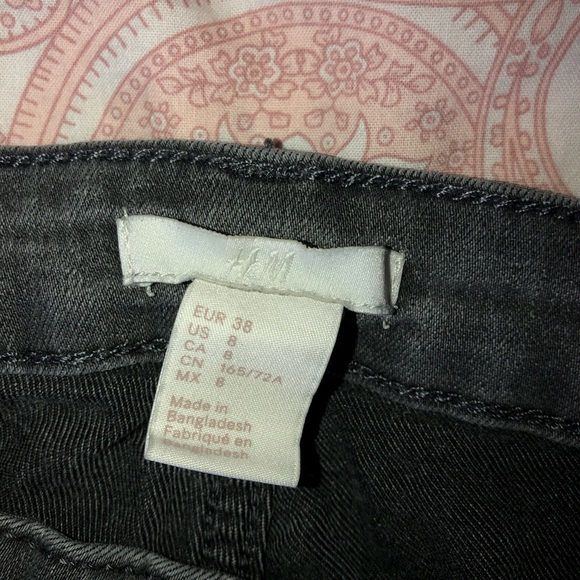 H&M
EUR 38
US 8
CA 8
CN 165/72A
MX 8
Made in
Bangladesh
Fabriqué en
Bangladesh